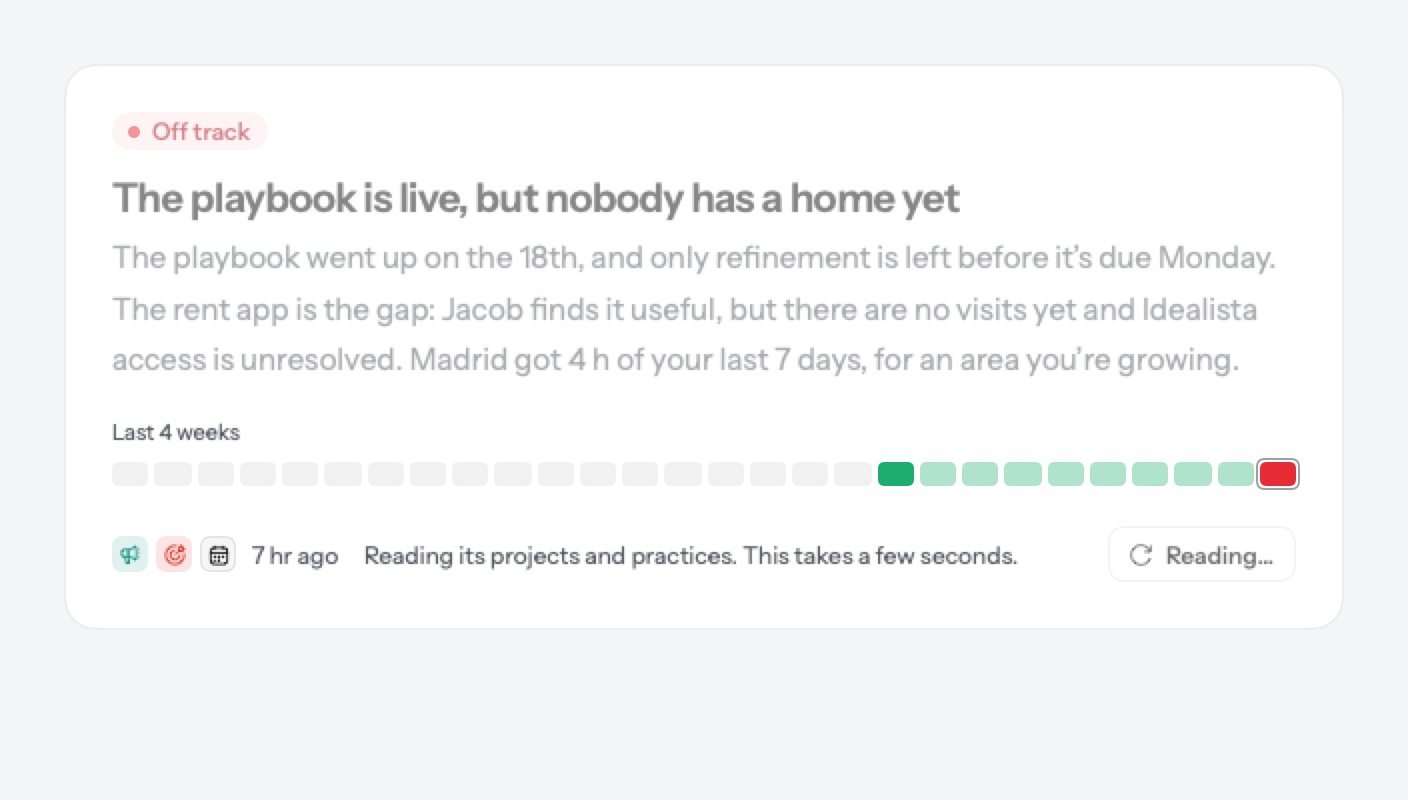 Off track
The playbook is live, but nobody has a home yet
The playbook went up on the 18th, and only refinement is left before it’s due Monday.
The rent app is the gap: Jacob finds it useful, but there are no visits yet and Idealista
access is unresolved. Madrid got 4 h of your last 7 days, for an area you’re growing.
Last 4 weeks
7 hr ago Reading its projects and practices. This takes a few seconds. Reading...